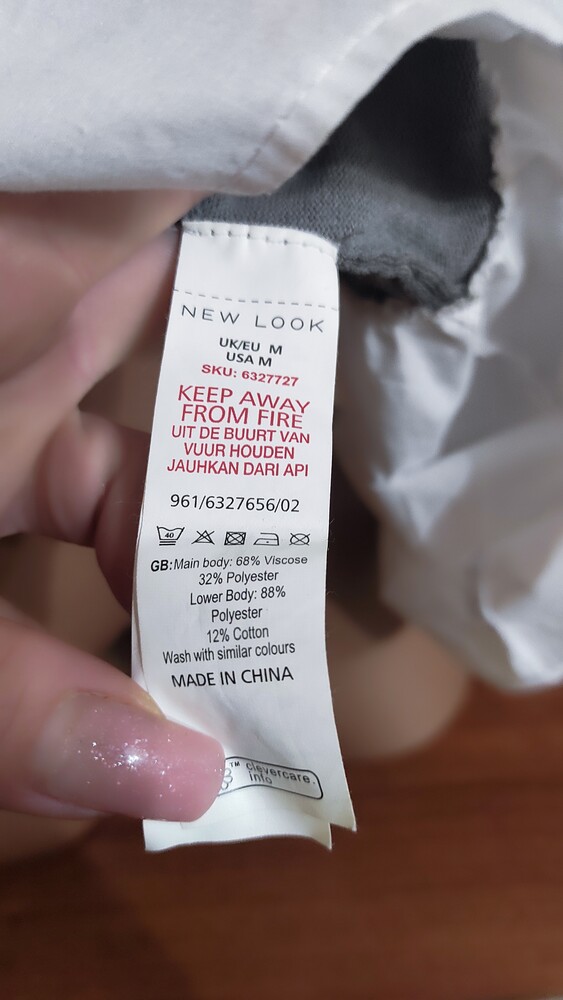 NEW LOOK
UK/EU M
USA M
SKU: 6327727
KEEP AWAY
FROM FIRE
UIT DE BUURT VAN
VUUR HOUDEN
JAUHKAN DARI API
961/6327656/02
40
GB:Main body: 68% Viscose
32% Polyester
Lower Body: 88%
Polyester
12% Cotton
Wash with similar colours
MADE IN CHINA
™ clevercare.
info